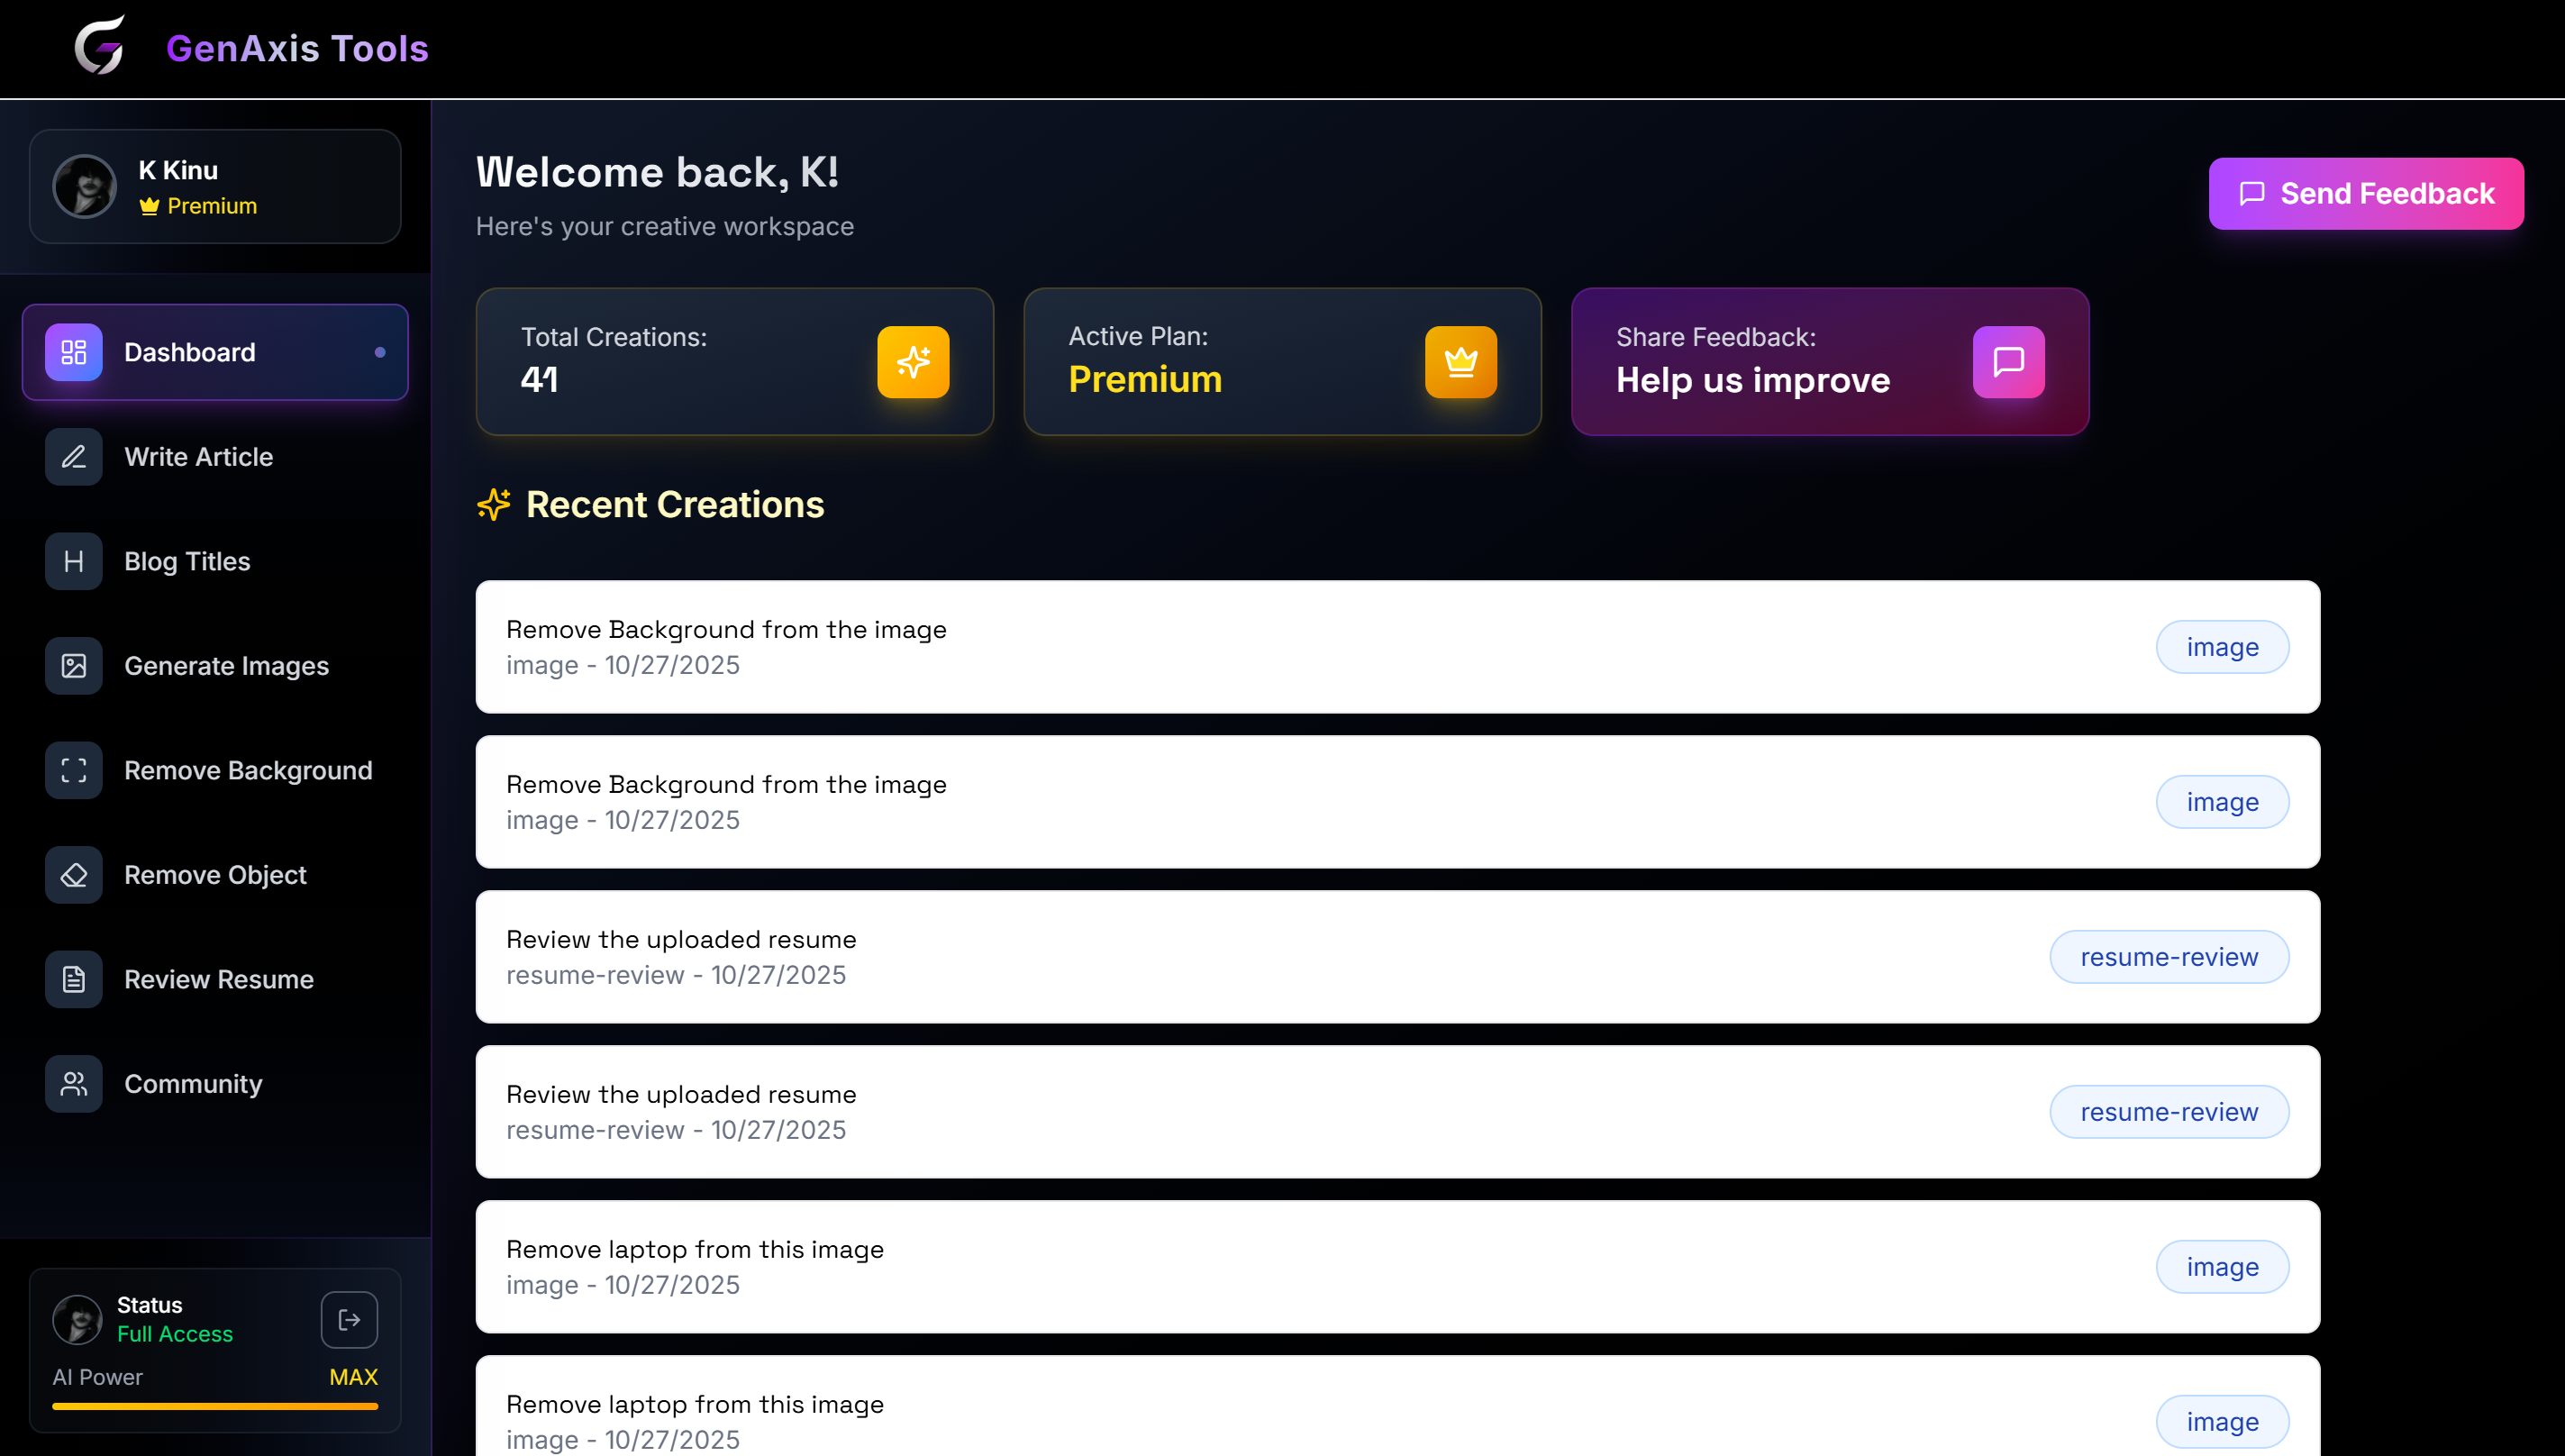 GenAxis Tools
K Kinu
Premium
Dashboard
Write Article
Blog Titles
Generate Images
Remove Background
Remove Object
Review Resume
Community
Status
Full Access
AI Power MAX
Welcome back, K!
Here's your creative workspace
Send Feedback
Total Creations:
41
Active Plan:
Premium
Share Feedback:
Help us improve
Recent Creations
Remove Background from the image
image - 10/27/2025
image
Remove Background from the image
image - 10/27/2025
image
Review the uploaded resume
resume-review - 10/27/2025
resume-review
Review the uploaded resume
resume-review - 10/27/2025
resume-review
Remove laptop from this image
image - 10/27/2025
image
Remove laptop from this image
image - 10/27/2025
image